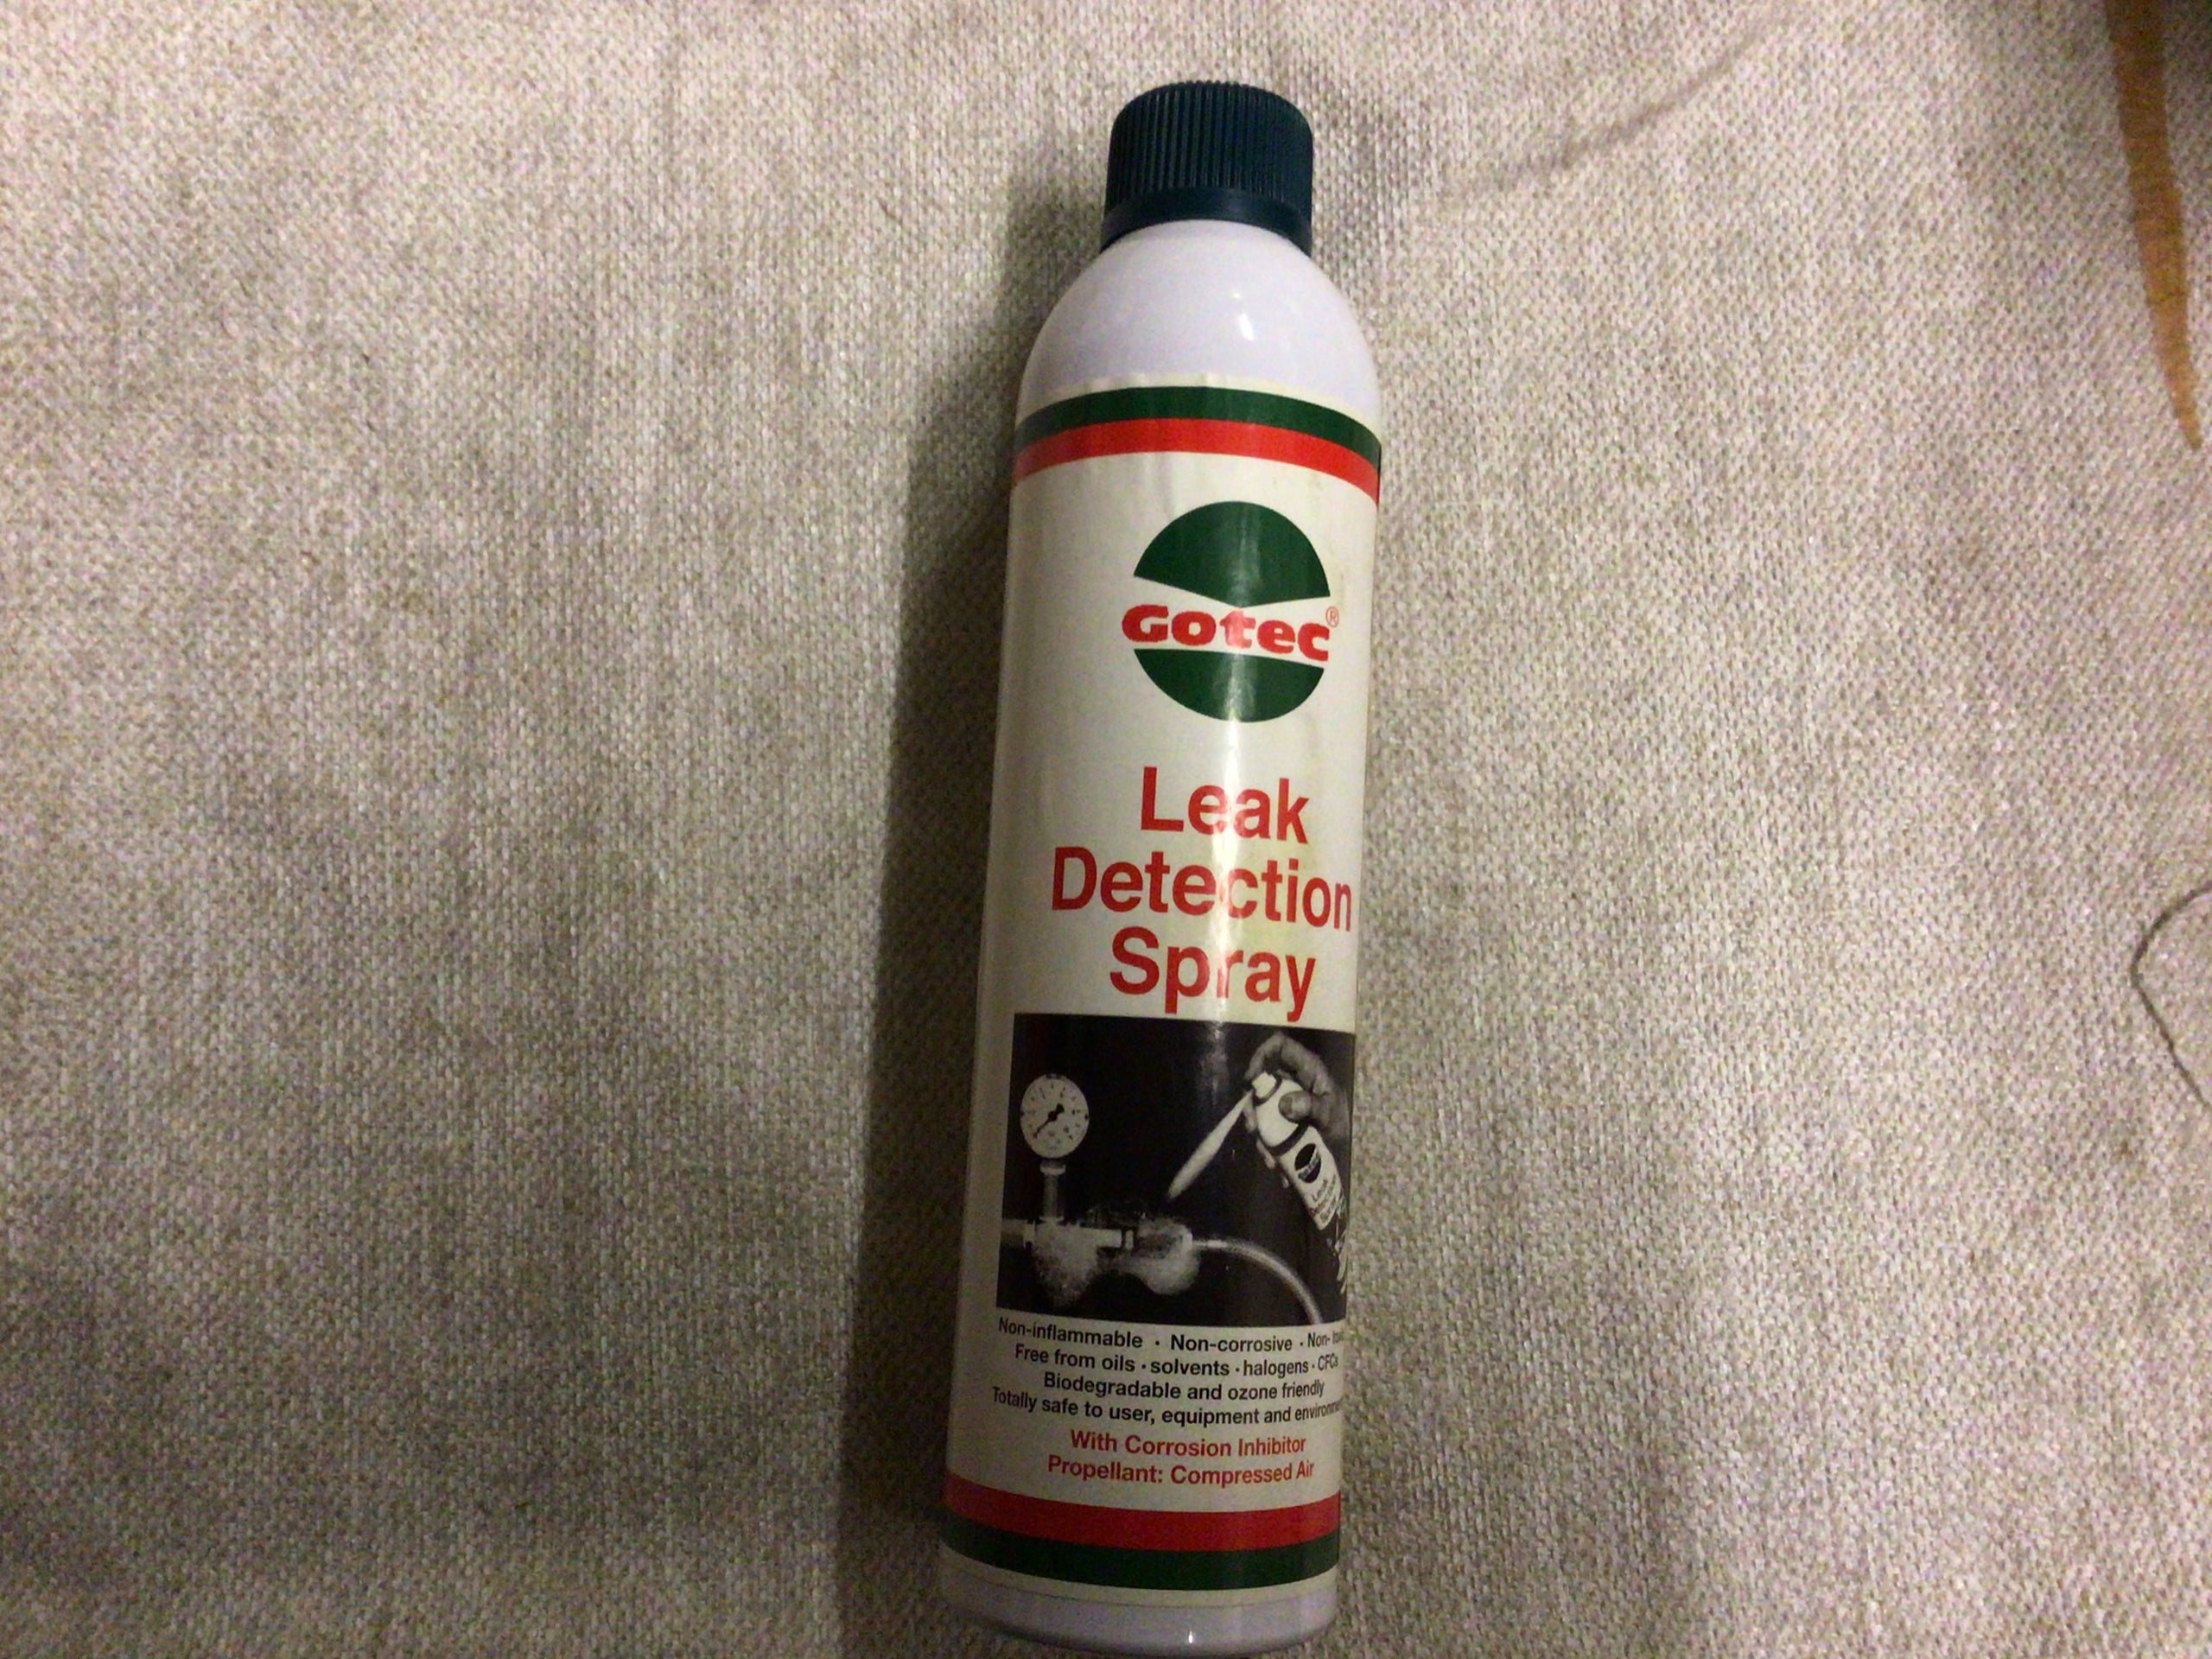 Gotec®
Leak
Detection
Spray
Non-inflammable · Non-corrosive · Non-
Free from oils · solvents · halogens · CFCs
Biodegradable and ozone friendly
Totally safe to user, equipment and
With Corrosion Inhibitor
Propellant: Compressed Air